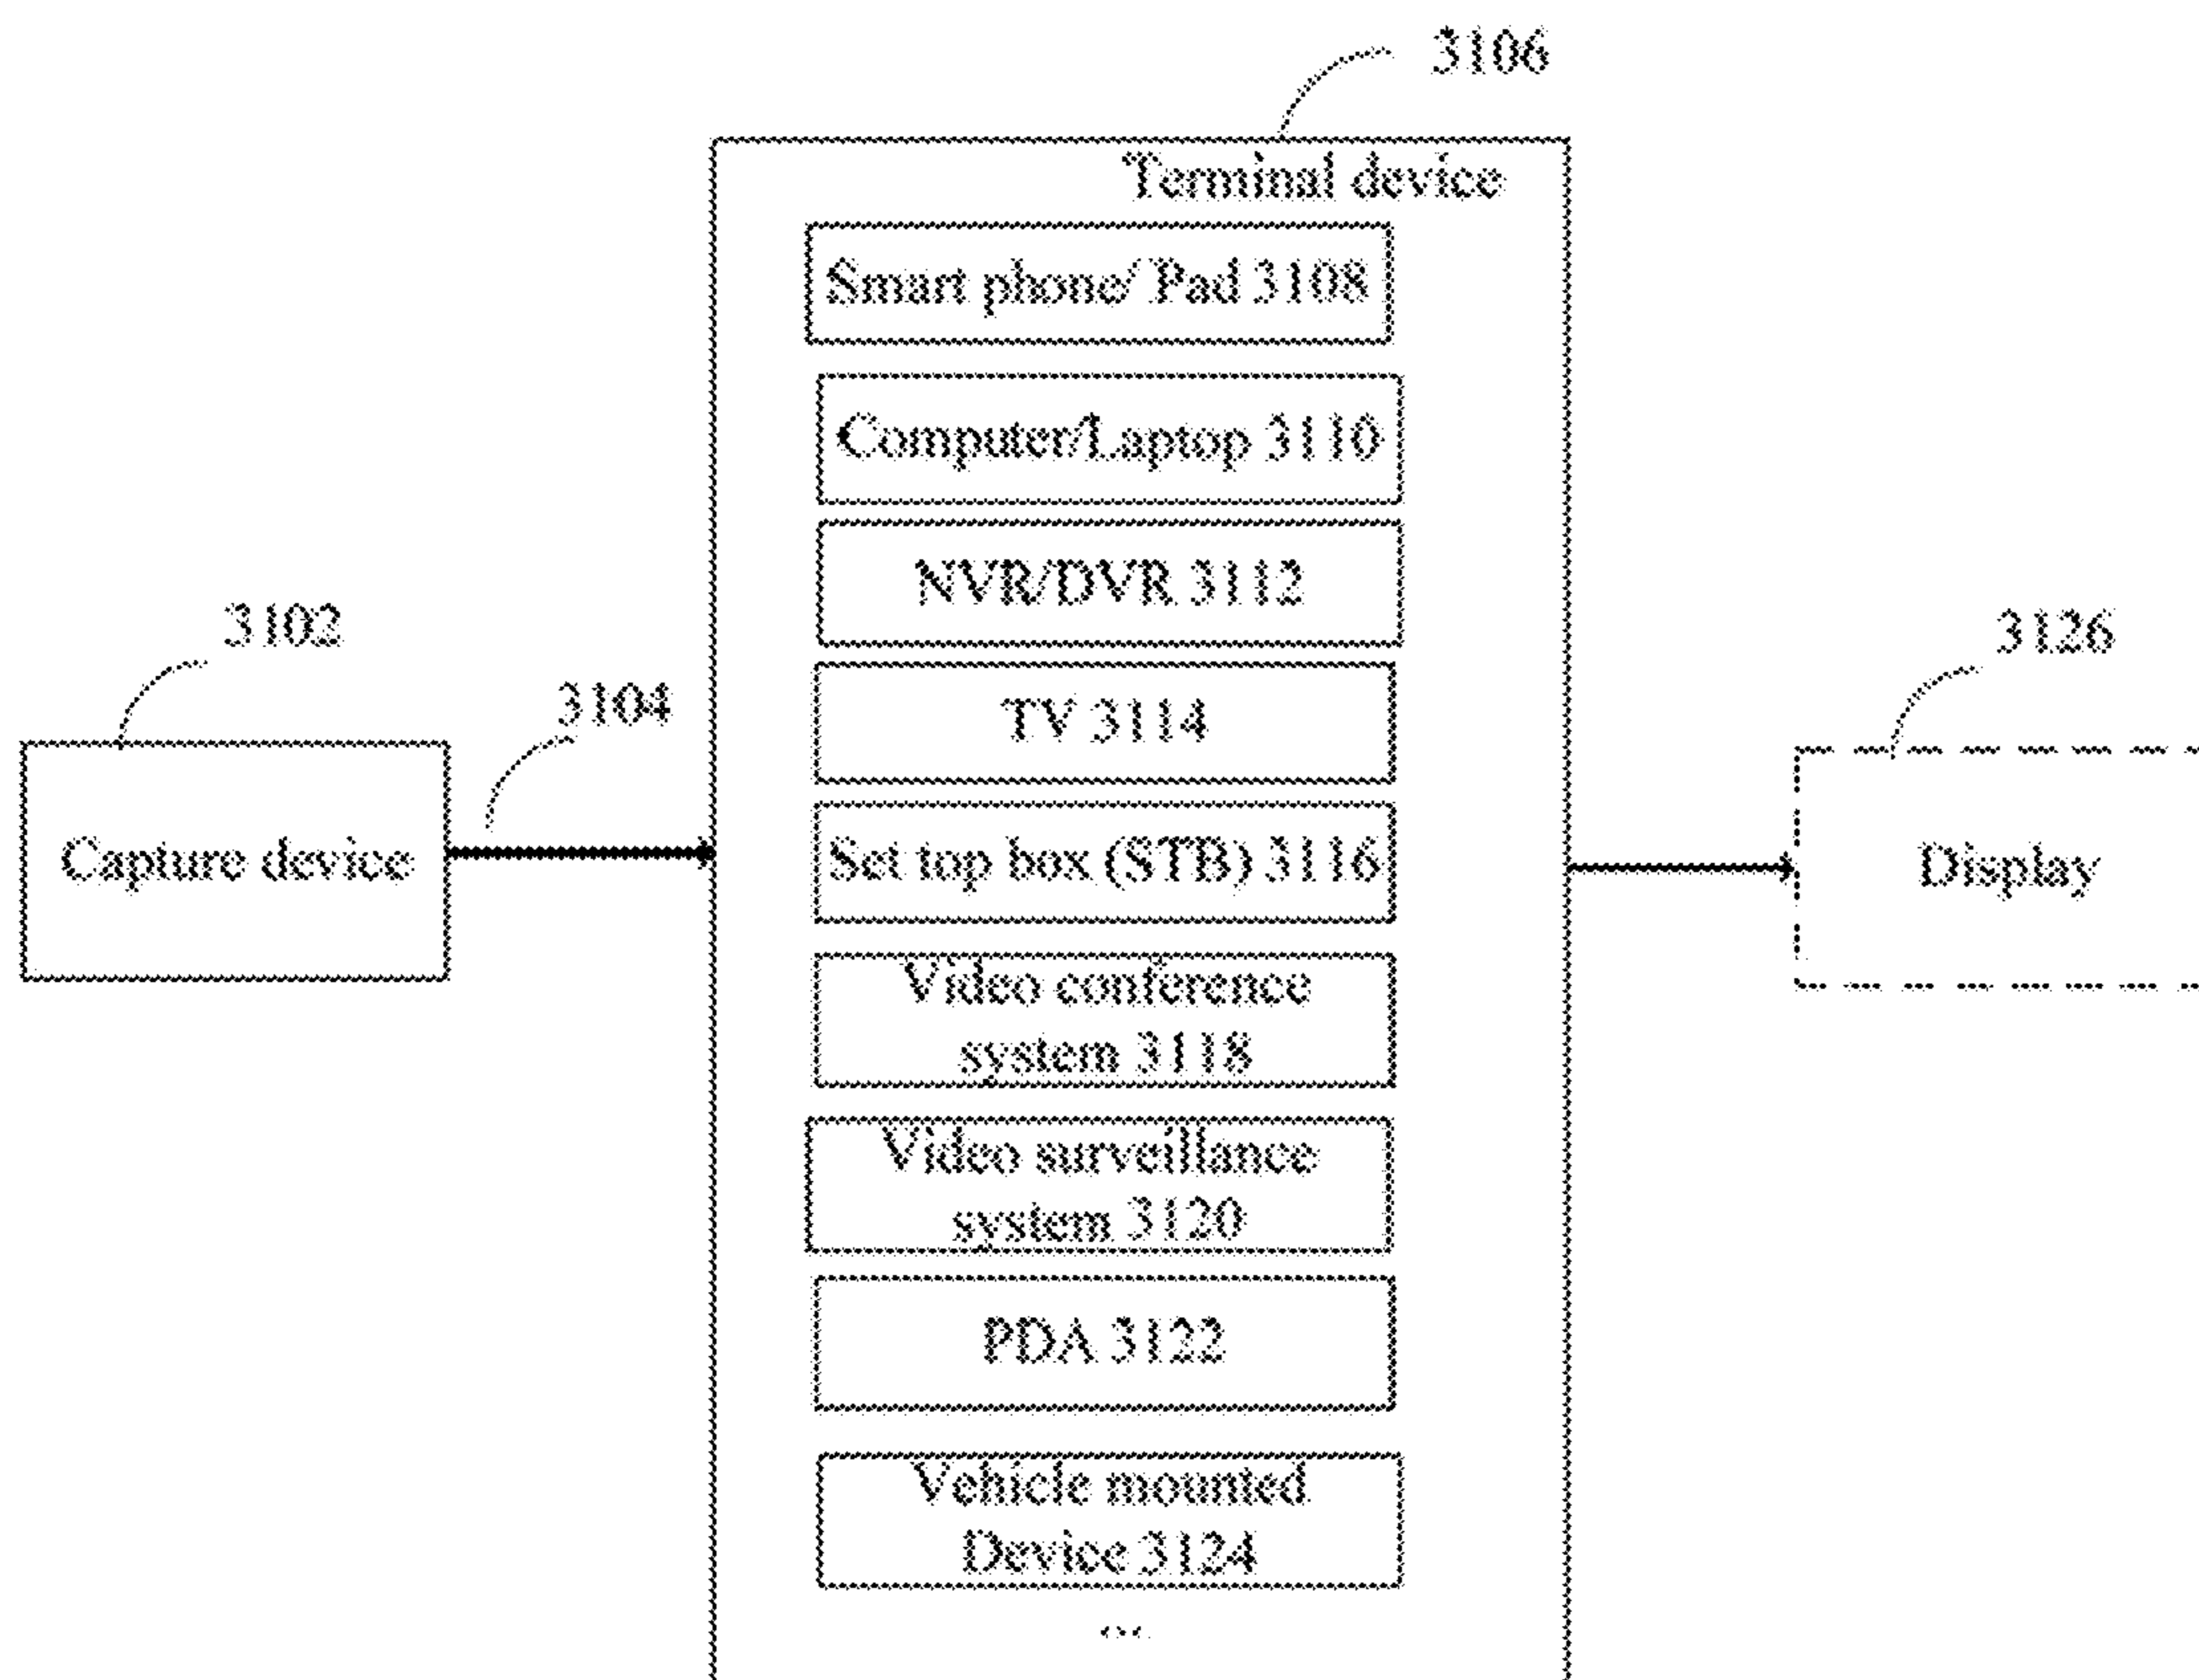 3106
Terminal device
Smart phone/ Pad 3108
Computer/Laptop 3110
NVR/DVR 3112
3102
3126
3104
TV 3114
Capture device
Set top box (STB) 3116
Display
Video conference
system 3118
Video surveillance
system 3120
PDA 3122
Vehicle mounted
Device 3124
...